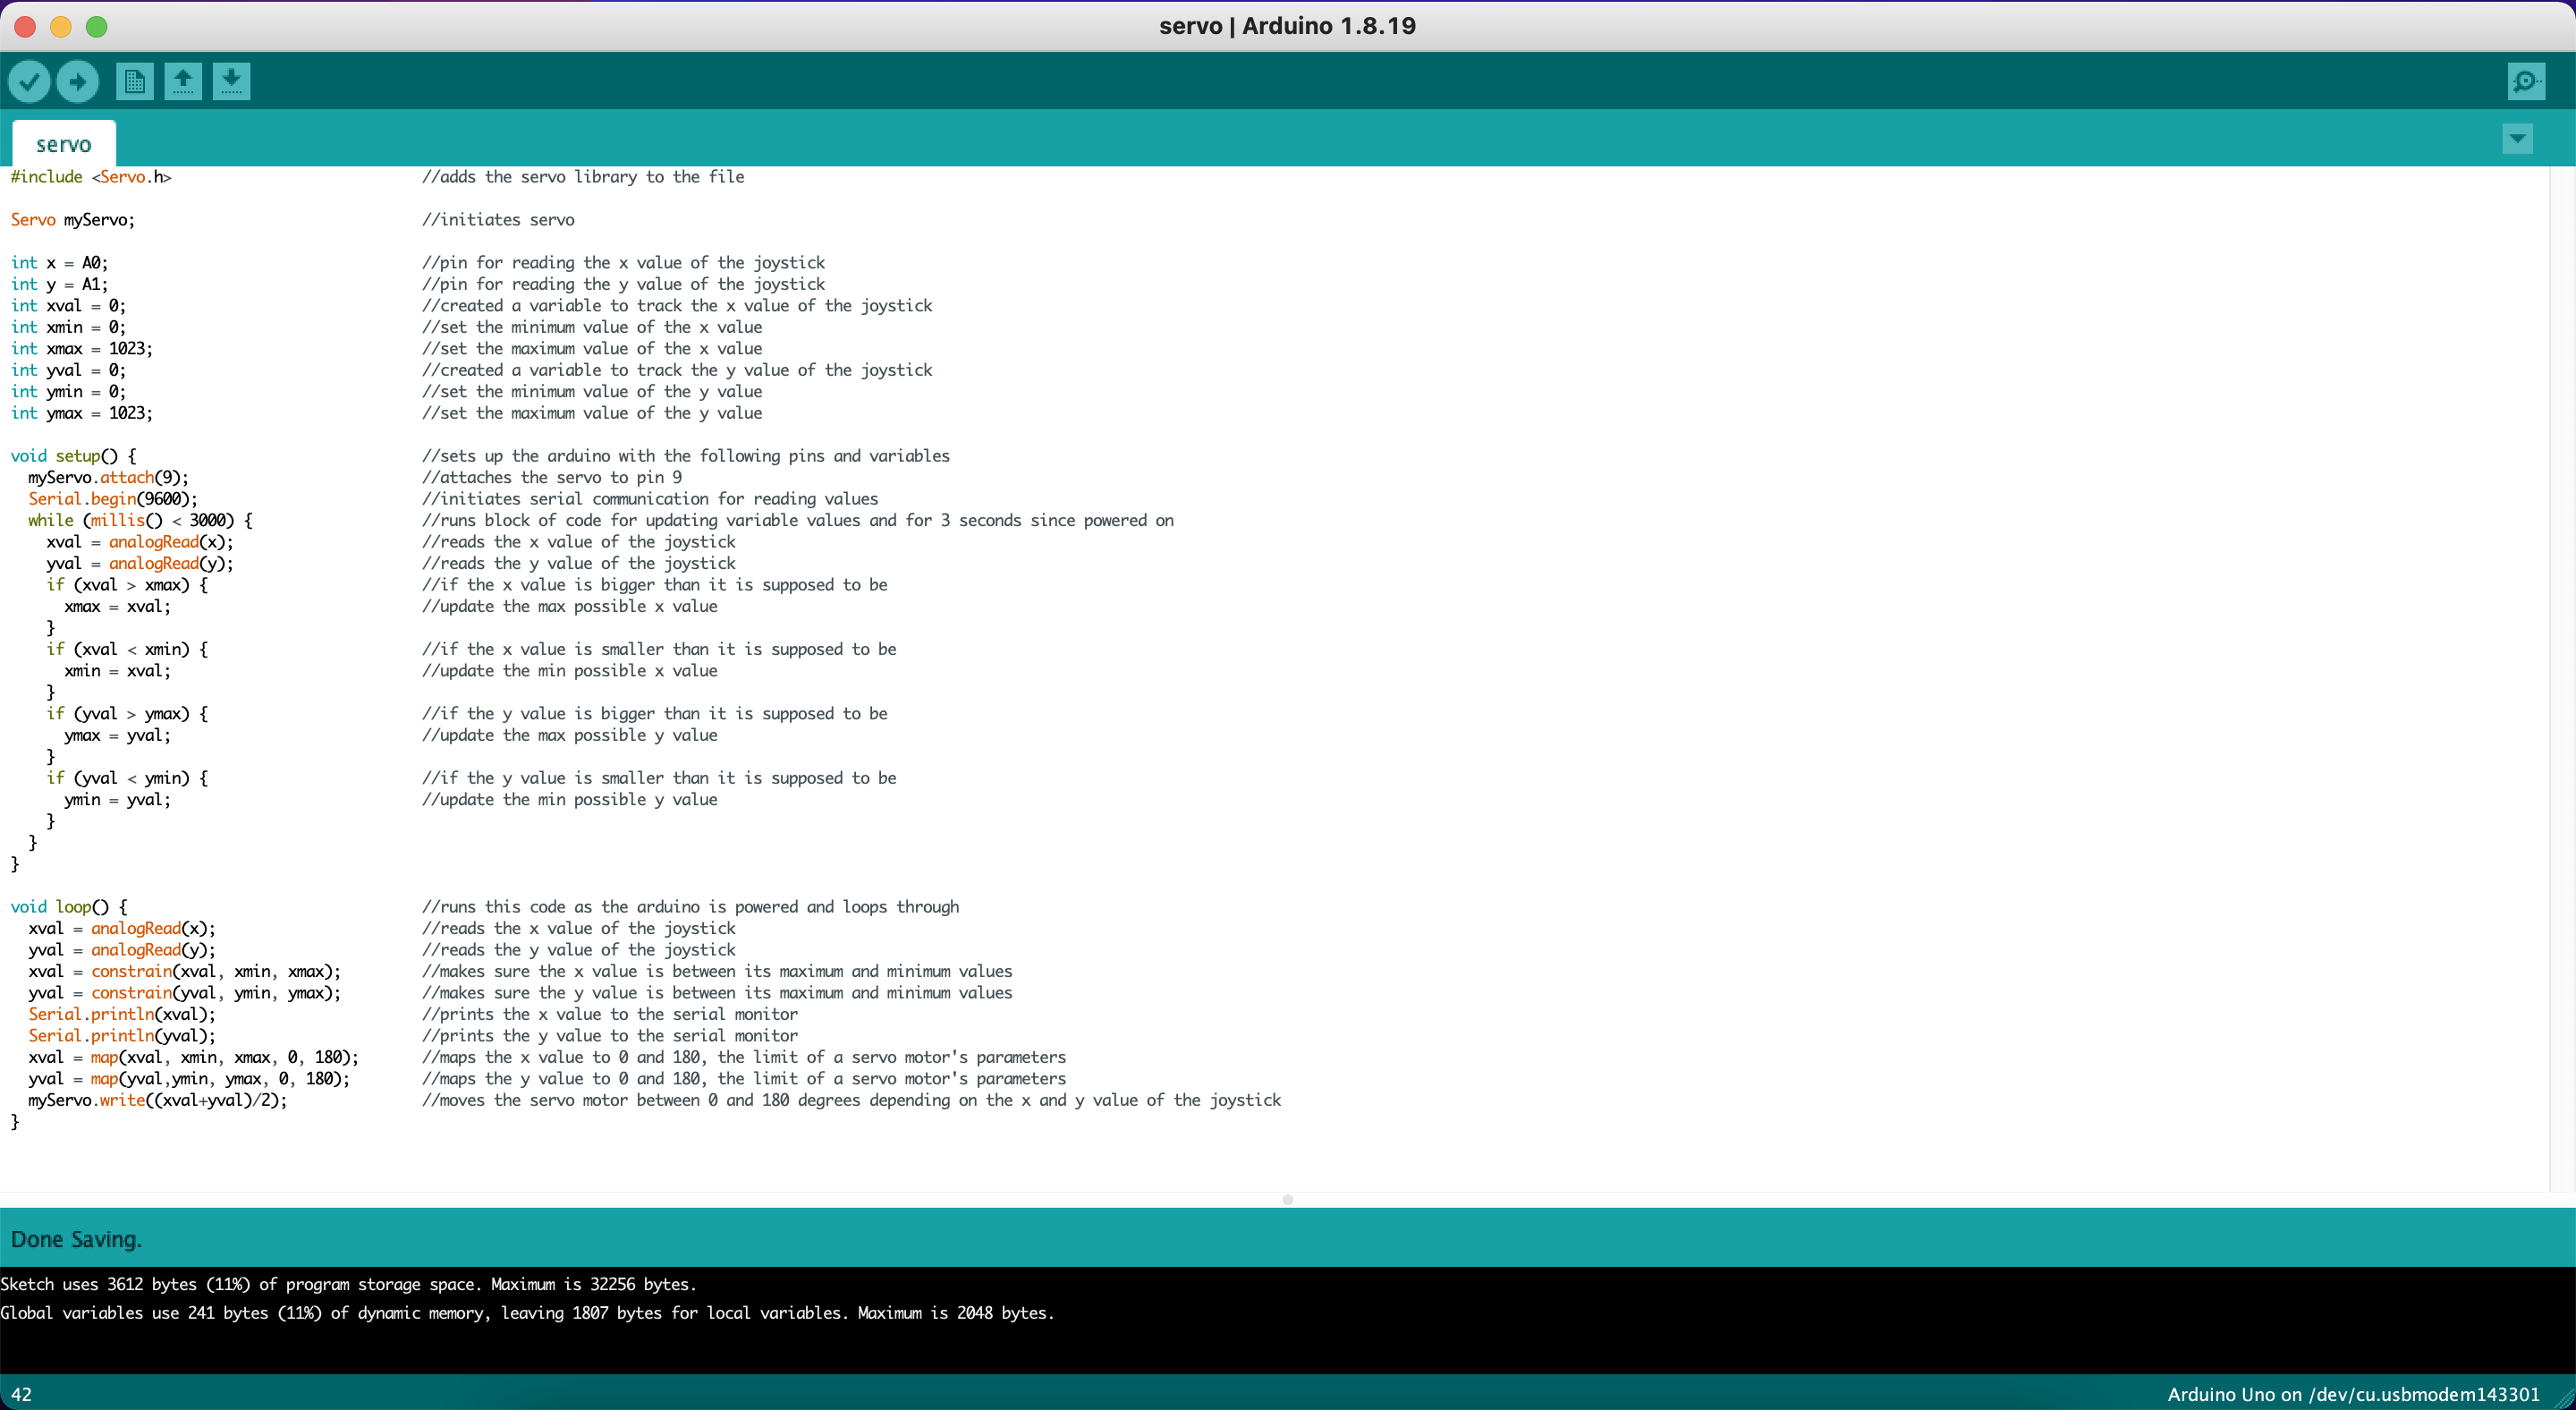 servo | Arduino 1.8.19
servo
#include <Servo.h> //adds the servo library to the file
Servo myServo; //initiates servo
int x = A0; //pin for reading the x value of the joystick
int y = A1; //pin for reading the y value of the joystick
int xval = 0; //created a variable to track the x value of the joystick
int xmin = 0; //set the minimum value of the x value
int xmax = 1023; //set the maximum value of the x value
int yval = 0; //created a variable to track the y value of the joystick
int ymin = 0; //set the minimum value of the y value
int ymax = 1023; //set the maximum value of the y value
void setup() { //sets up the arduino with the following pins and variables
myServo.attach(9); //attaches the servo to pin 9
Serial.begin(9600); //initiates serial communication for reading values
while (millis() < 3000) { //runs block of code for updating variable values and for 3 seconds since powered on
xval = analogRead(x); //reads the x value of the joystick
yval = analogRead(y); //reads the y value of the joystick
if (xval > xmax) { //if the x value is bigger than it is supposed to be
xmax = xval; //update the max possible x value
}
if (xval < xmin) { //if the x value is smaller than it is supposed to be
xmin = xval; //update the min possible x value
}
if (yval > ymax) { //if the y value is bigger than it is supposed to be
ymax = yval; //update the max possible y value
}
if (yval < ymin) { //if the y value is smaller than it is supposed to be
ymin = yval; //update the min possible y value
}
}
}
void loop() { //runs this code as the arduino is powered and loops through
xval = analogRead(x); //reads the x value of the joystick
yval = analogRead(y); //reads the y value of the joystick
xval = constrain(xval, xmin, xmax); //makes sure the x value is between its maximum and minimum values
yval = constrain(yval, ymin, ymax); //makes sure the y value is between its maximum and minimum values
Serial.println(xval); //prints the x value to the serial monitor
Serial.println(yval); //prints the y value to the serial monitor
xval = map(xval, xmin, xmax, 0, 180); //maps the x value to 0 and 180, the limit of a servo motor's parameters
yval = map(yval,ymin, ymax, 0, 180); //maps the y value to 0 and 180, the limit of a servo motor's parameters
myServo.write((xval+yval)/2); //moves the servo motor between 0 and 180 degrees depending on the x and y value of the joystick
}
Done Saving.
Sketch uses 3612 bytes (11%) of program storage space. Maximum is 32256 bytes.
Global variables use 241 bytes (11%) of dynamic memory, leaving 1807 bytes for local variables. Maximum is 2048 bytes.
42 Arduino Uno on /dev/cu.usbmodem143301